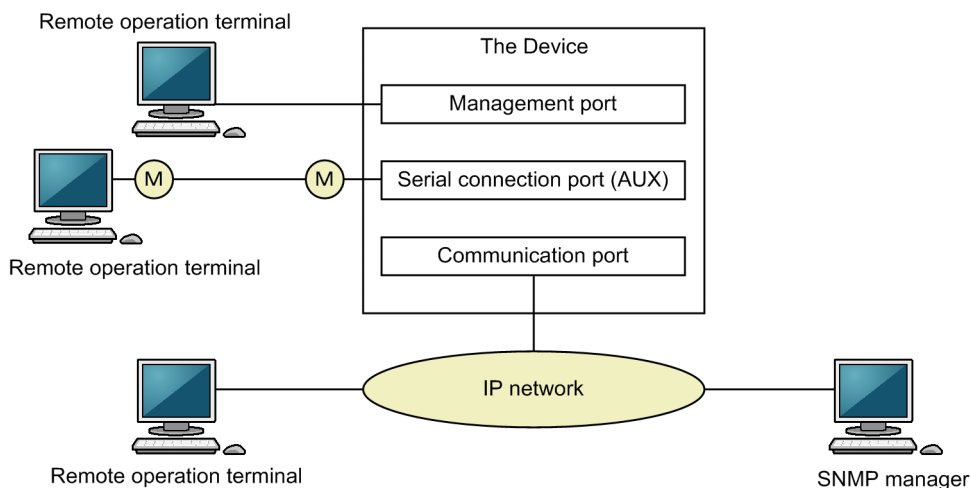 Remote operation terminal
The Device
Management port
M
M
Serial connection port (AUX)
Remote operation terminal
Communication port
IP network
Remote operation terminal
SNMP manager